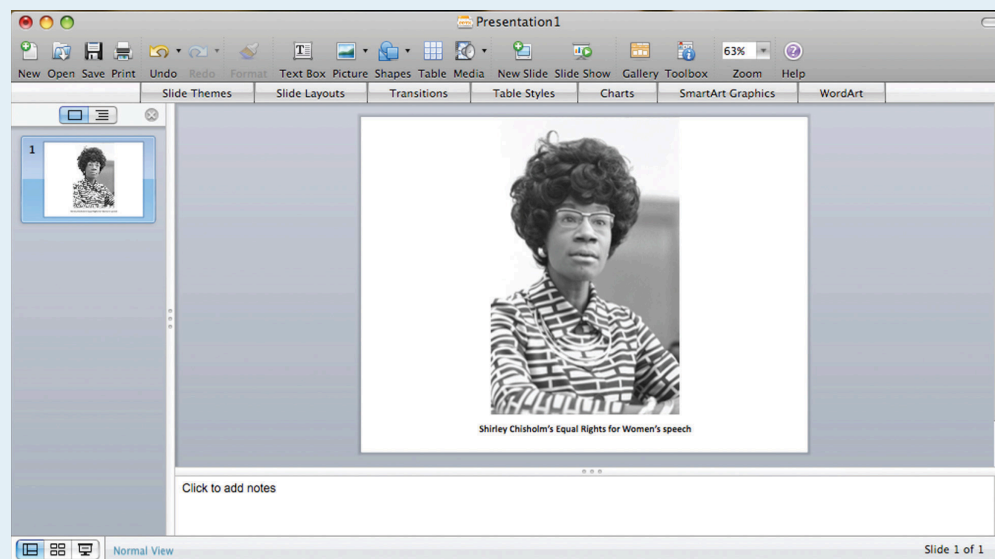 Presentation1
New Open Save Print Undo Redo Format Text Box Picture Shapes Table Media New Slide Slide Show Gallery Toolbox Zoom Help
63%
Slide Themes Slide Layouts Transitions Table Styles Charts SmartArt Graphics WordArt
1
Shirley Chisholm's Equal Rights for Women's speech
Click to add notes
Normal View
Slide 1 of 1